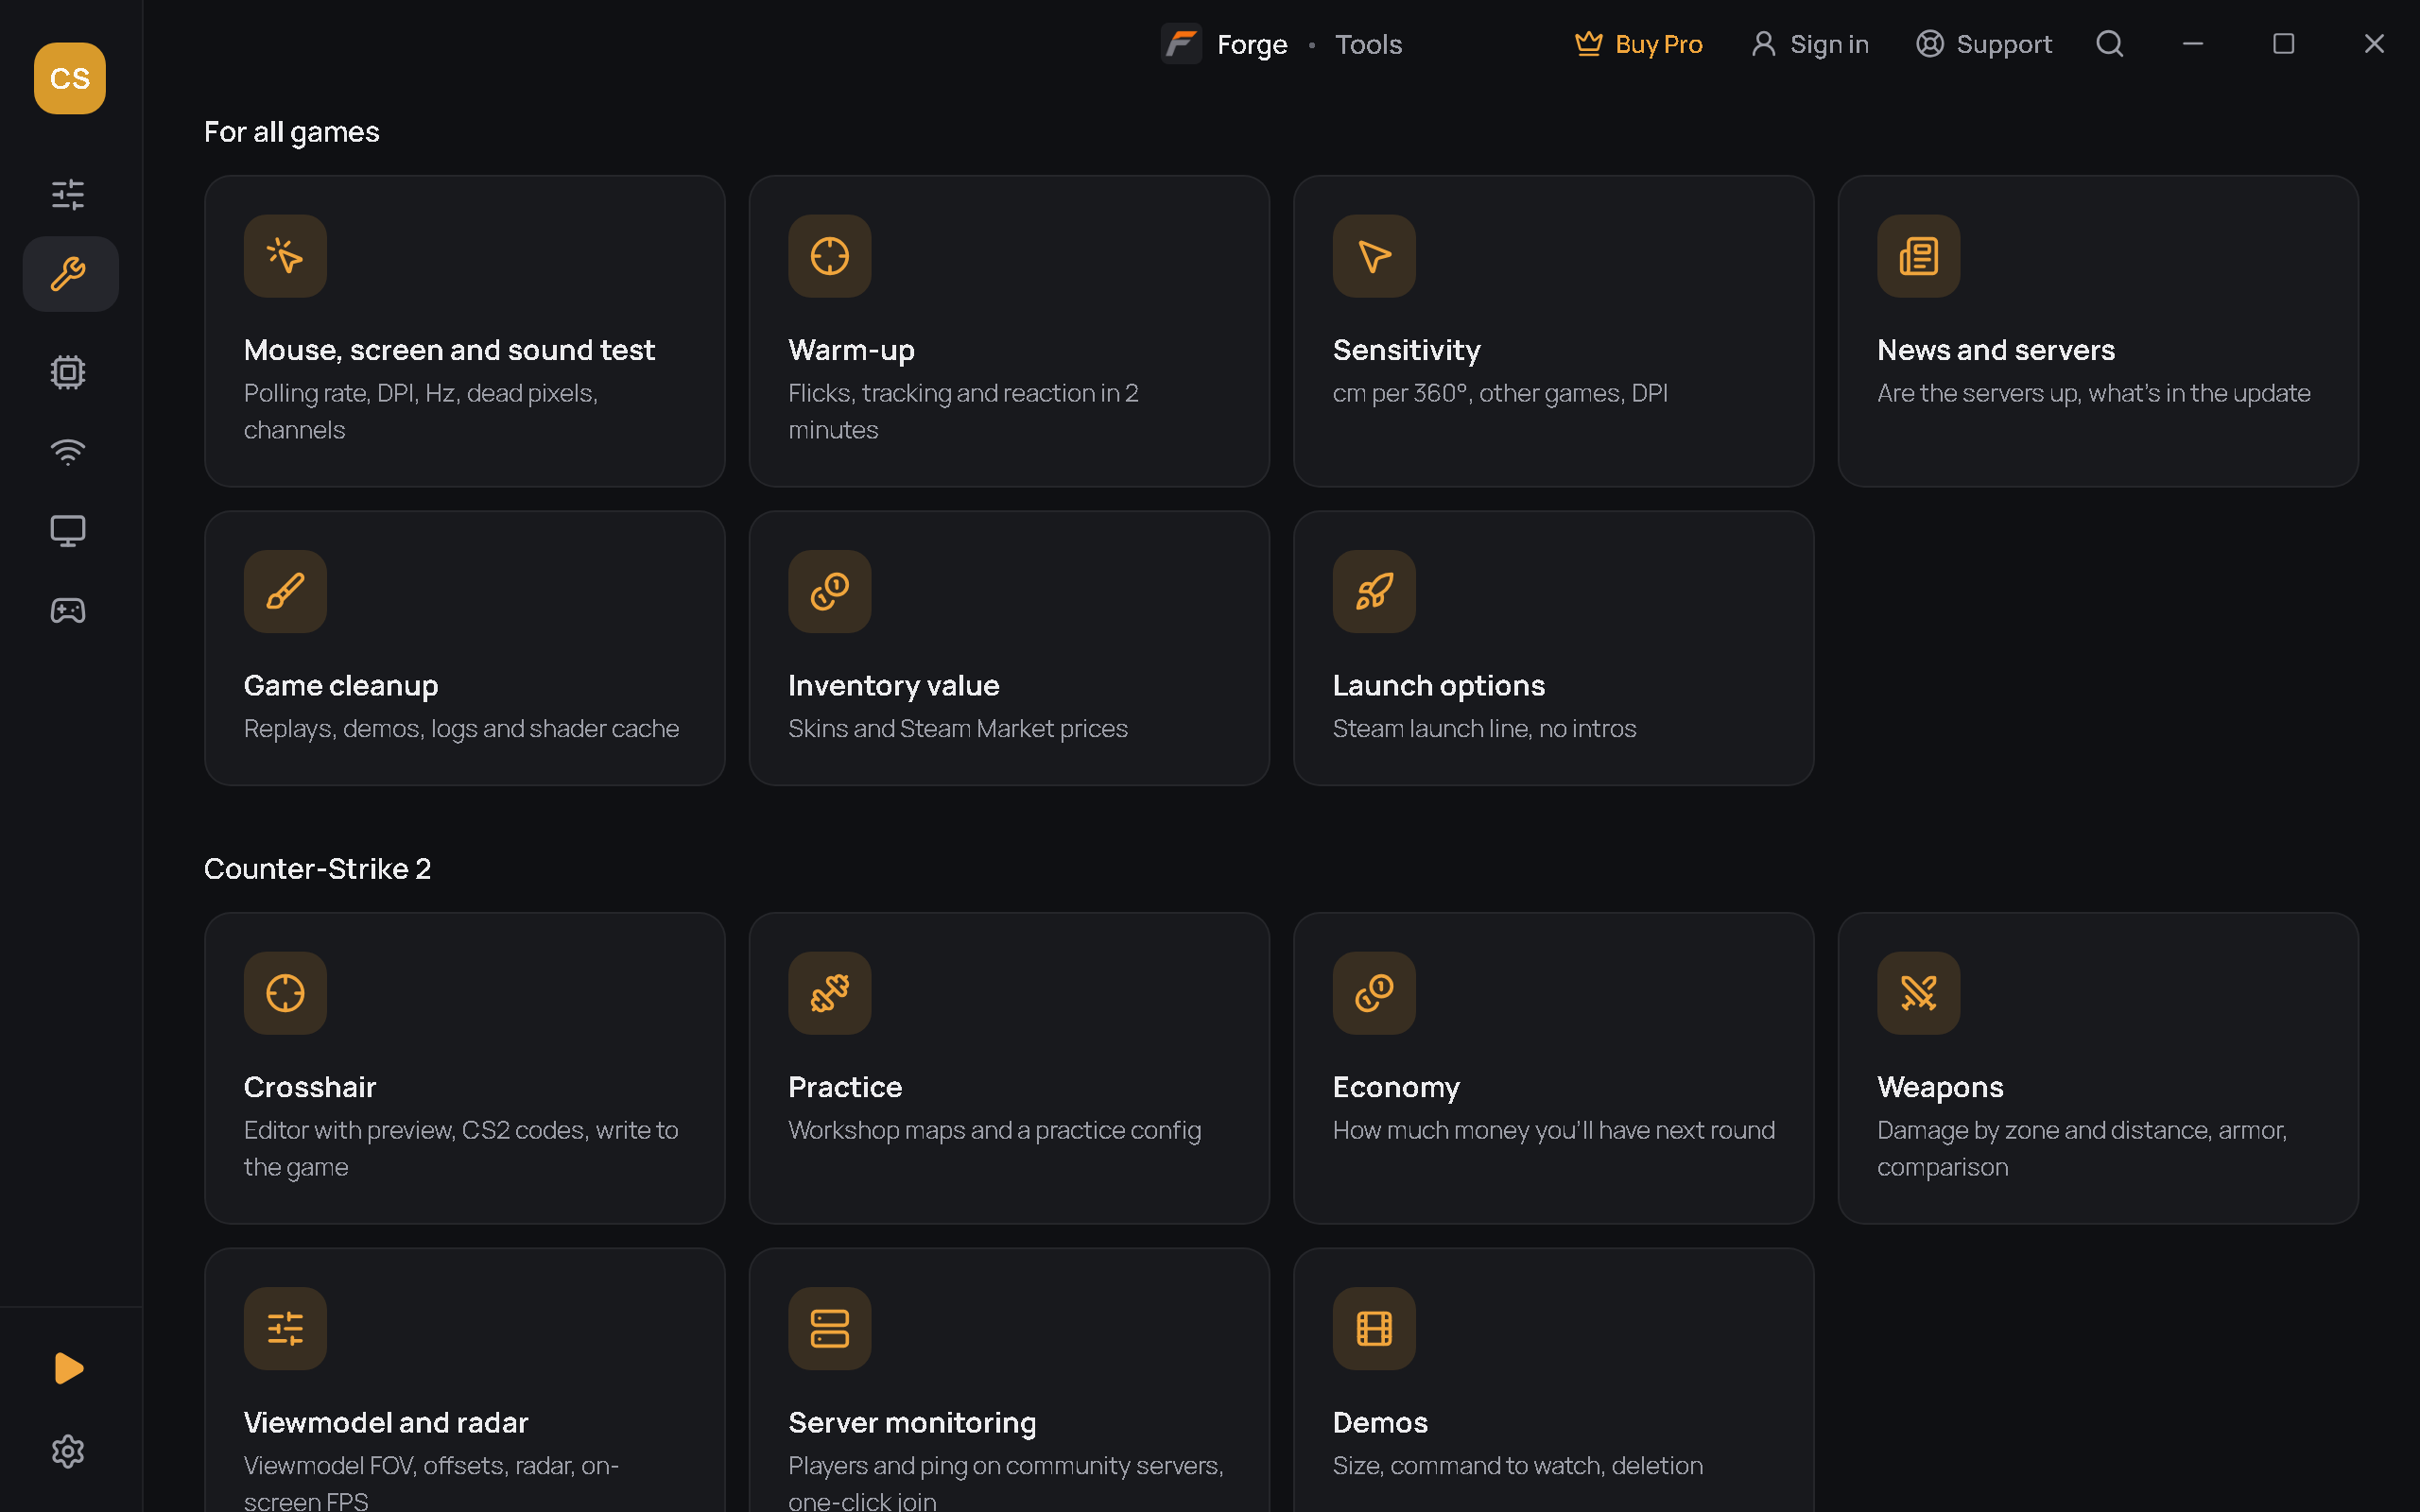 CS
Forge • Tools
Buy Pro
Sign in
Support
For all games
Mouse, screen and sound test
Polling rate, DPI, Hz, dead pixels,
channels
Warm-up
Flicks, tracking and reaction in 2
minutes
Sensitivity
cm per 360°, other games, DPI
News and servers
Are the servers up, what's in the update
Game cleanup
Replays, demos, logs and shader cache
Inventory value
Skins and Steam Market prices
Launch options
Steam launch line, no intros
Counter-Strike 2
Crosshair
Editor with preview, CS2 codes, write to
the game
Practice
Workshop maps and a practice config
Economy
How much money you'll have next round
Weapons
Damage by zone and distance, armor,
comparison
Viewmodel and radar
Viewmodel FOV, offsets, radar, on-
screen FPS
Server monitoring
Players and ping on community servers,
one-click join
Demos
Size, command to watch, deletion